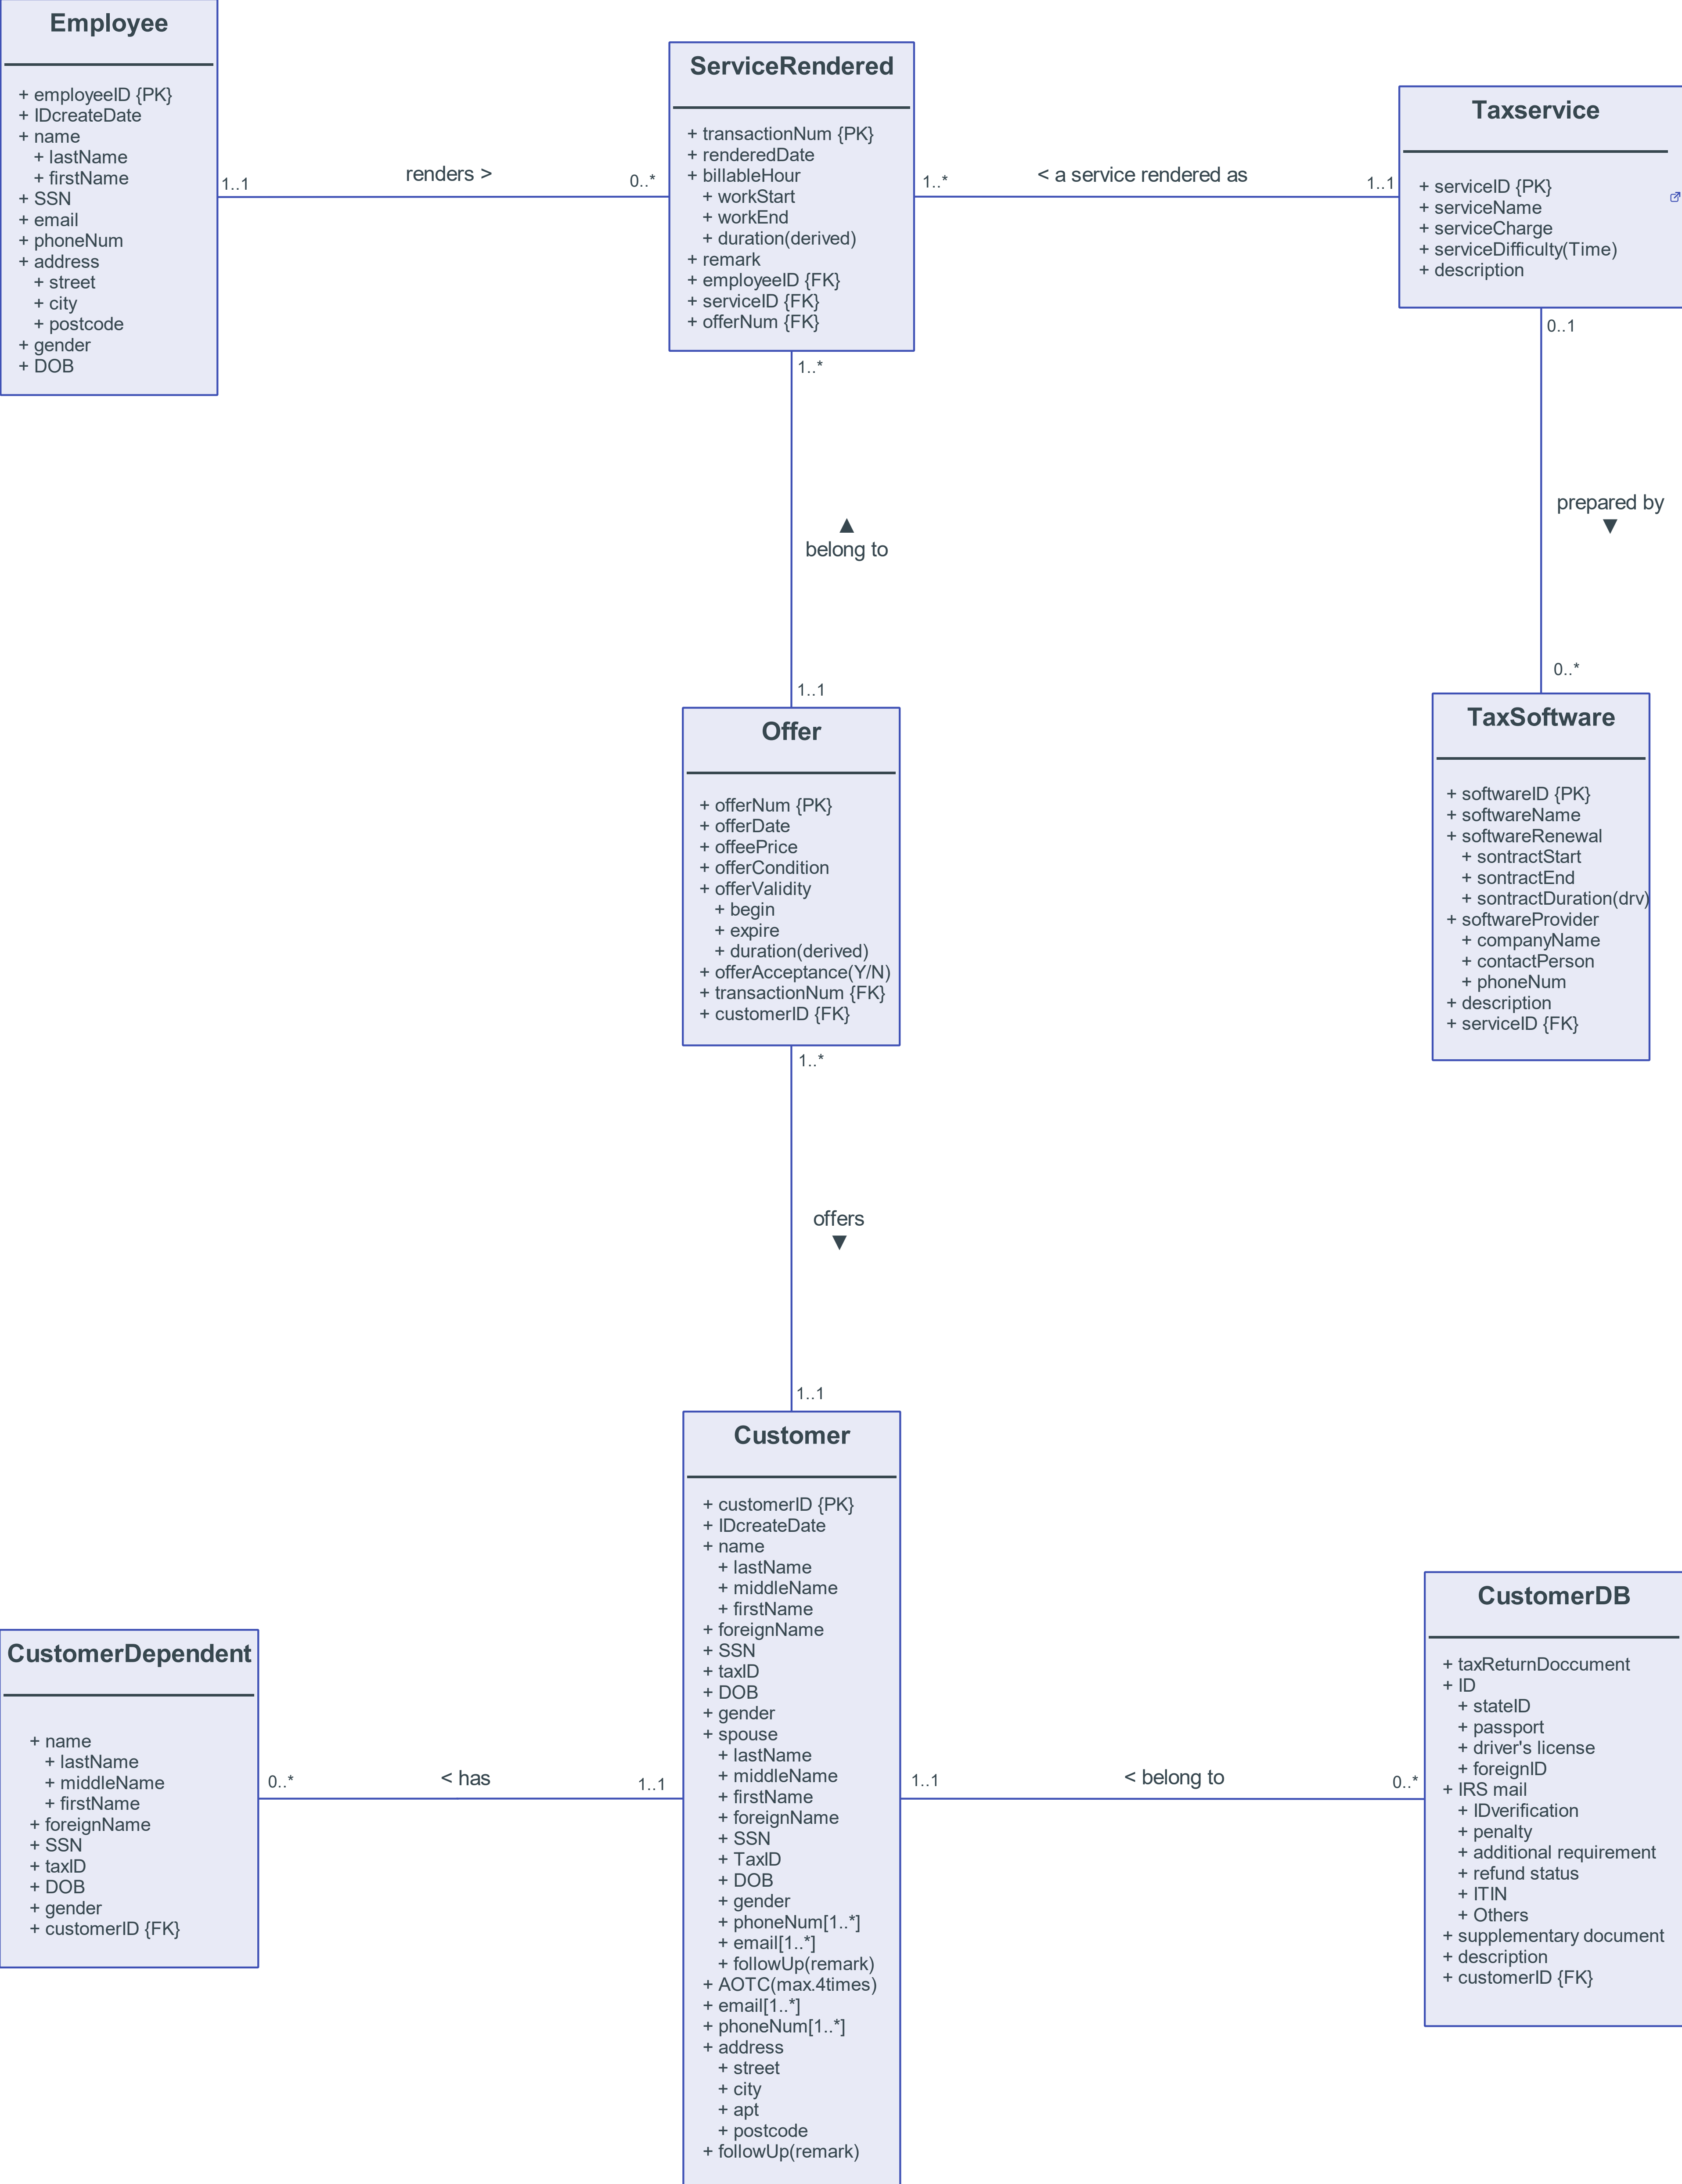 Employee
+ employeeID {PK}
+ IDcreateDate
+ name
+ lastName
+ firstName
+ SSN
+ email
+ phoneNum
+ address
+ street
+ city
+ postcode
+ gender
+ DOB
1..1
renders >
0..*
ServiceRendered
+ transactionNum {PK}
+ renderedDate
+ billableHour
+ workStart
+ workEnd
+ duration(derived)
+ remark
+ employeeID {FK}
+ serviceID {FK}
+ offerNum {FK}
1..*
< a service rendered as
1..1
Taxservice
+ serviceID {PK}
+ serviceName
+ serviceCharge
+ serviceDifficulty(Time)
+ description
0..1
prepared by
▼
0..*
1..*
▲
belong to
1..1
Offer
+ offerNum {PK}
+ offerDate
+ offeePrice
+ offerCondition
+ offerValidity
+ begin
+ expire
+ duration(derived)
+ offerAcceptance(Y/N)
+ transactionNum {FK}
+ customerID {FK}
TaxSoftware
+ softwareID {PK}
+ softwareName
+ softwareRenewal
+ sontractStart
+ sontractEnd
+ sontractDuration(drv)
+ softwareProvider
+ companyName
+ contactPerson
+ phoneNum
+ description
+ serviceID {FK}
1..*
offers
▼
1..1
Customer
+ customerID {PK}
+ IDcreateDate
+ name
+ lastName
+ middleName
+ firstName
+ foreignName
+ SSN
+ taxID
+ DOB
+ gender
+ spouse
+ lastName
+ middleName
+ firstName
+ foreignName
+ SSN
+ TaxID
+ DOB
+ gender
+ phoneNum[1..*]
+ email[1..*]
+ followUp(remark)
+ AOTC(max.4times)
+ email[1..*]
+ phoneNum[1..*]
+ address
+ street
+ city
+ apt
+ postcode
+ followUp(remark)
CustomerDependent
+ name
+ lastName
+ middleName
+ firstName
+ foreignName
+ SSN
+ taxID
+ DOB
+ gender
+ customerID {FK}
0..*
< has
1..1
1..1
< belong to
0..*
CustomerDB
+ taxReturnDoccument
+ ID
+ stateID
+ passport
+ driver's license
+ foreignID
+ IRS mail
+ IDverification
+ penalty
+ additional requirement
+ refund status
+ ITIN
+ Others
+ supplementary document
+ description
+ customerID {FK}